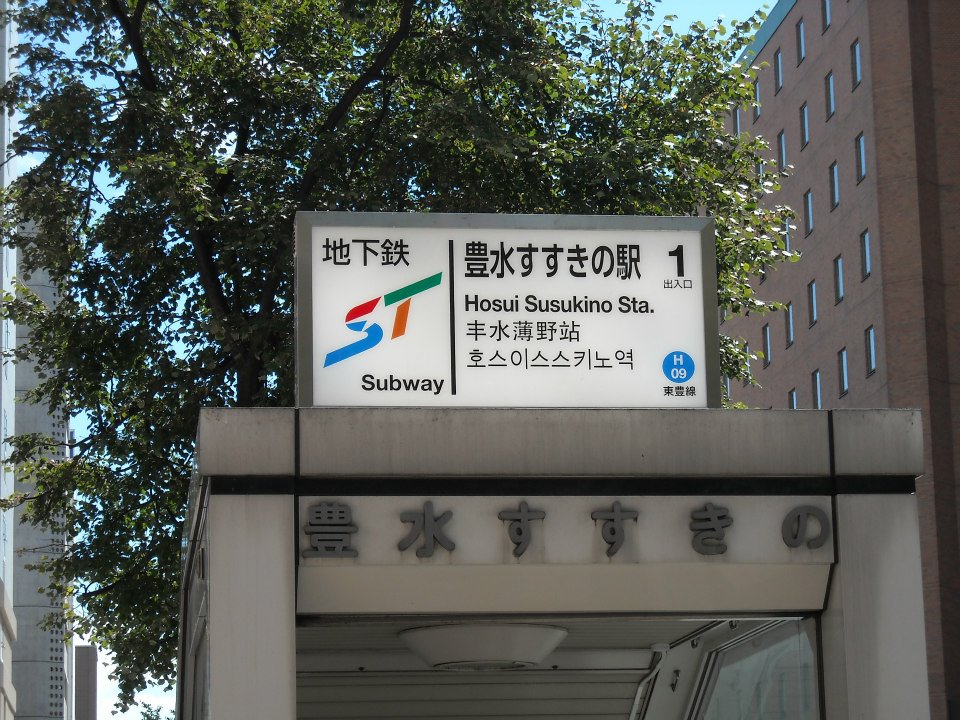 地下鉄
ST
Subway
豊水すすきの駅
Hosui Susukino Sta.
丰水薄野站
호스이스스키노역
1
出入口
H
09
東豊線
豊水すすきの